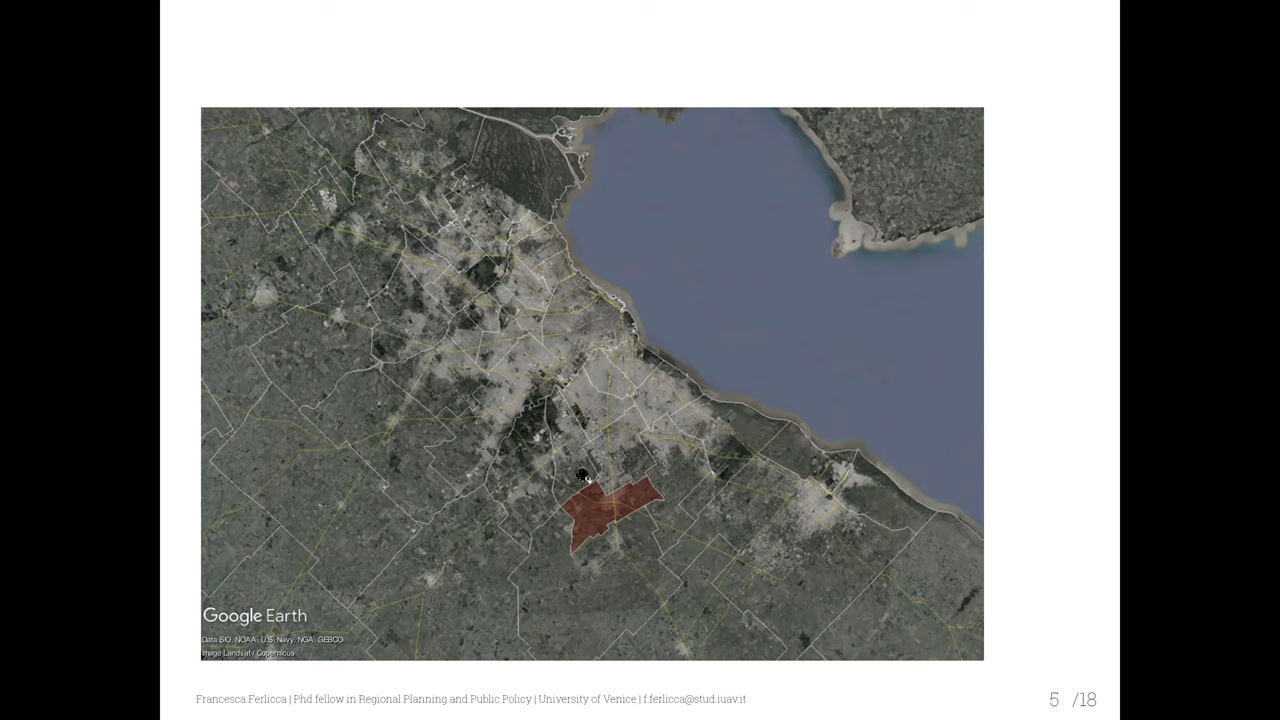 Google Earth
Data SIO, NOAA, U.S. Navy, NGA, GEBCO
Image Landsat / Copernicus
Francesca Ferlicca | Phd fellow in Regional Planning and Public Policy | University of Venice | f.ferlicca@stud.iuav.it
5 /18